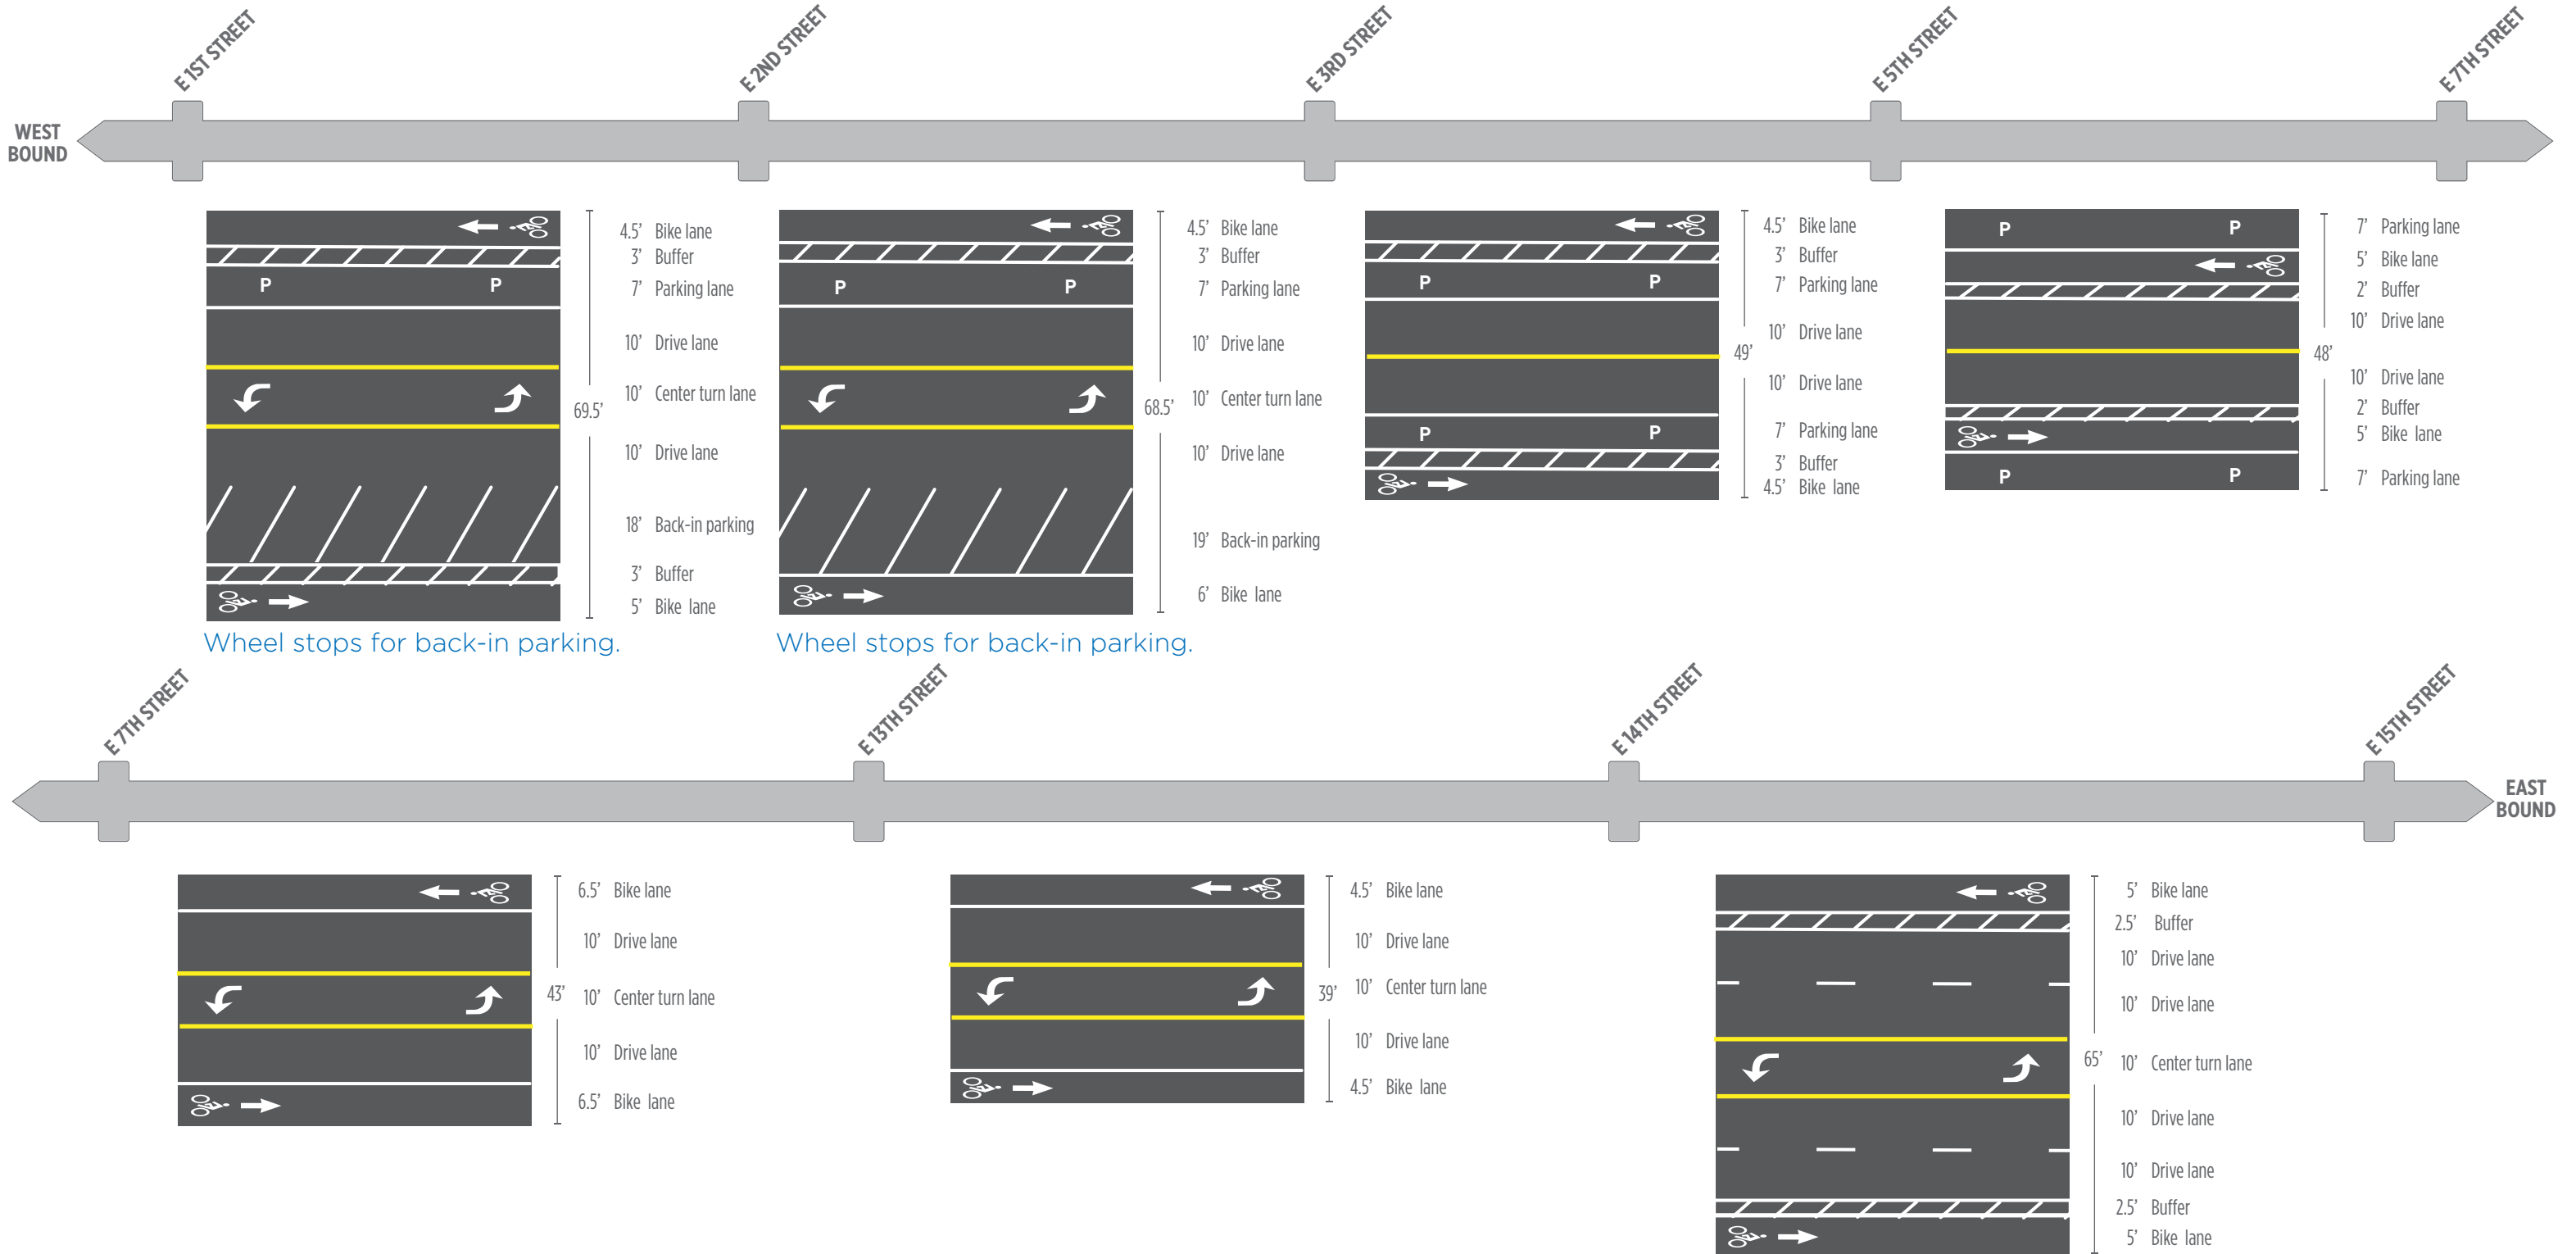 E 1ST STREET
E 2ND STREET
E 3RD STREET
E 5TH STREET
E 7TH STREET
WEST
BOUND
4.5’ Bike lane
3’ Buffer
7’ Parking lane
10’ Drive lane
10’ Center turn lane
10’ Drive lane
18’ Back-in parking
3’ Buffer
5’ Bike lane
69.5’
P P
Wheel stops for back-in parking.
4.5’ Bike lane
3’ Buffer
7’ Parking lane
10’ Drive lane
10’ Center turn lane
10’ Drive lane
19’ Back-in parking
6’ Bike lane
68.5’
P P
Wheel stops for back-in parking.
4.5’ Bike lane
3’ Buffer
7’ Parking lane
10’ Drive lane
10’ Drive lane
7’ Parking lane
3’ Buffer
4.5’ Bike lane
49’
P P
P P
7’ Parking lane
5’ Bike lane
2’ Buffer
10’ Drive lane
10’ Drive lane
2’ Buffer
5’ Bike lane
7’ Parking lane
48’
P P
P P
E 7TH STREET
E 13TH STREET
E 14TH STREET
E 15TH STREET
EAST
BOUND
6.5’ Bike lane
10’ Drive lane
10’ Center turn lane
10’ Drive lane
6.5’ Bike lane
43’
4.5’ Bike lane
10’ Drive lane
10’ Center turn lane
10’ Drive lane
4.5’ Bike lane
39’
5’ Bike lane
2.5’ Buffer
10’ Drive lane
10’ Drive lane
10’ Center turn lane
10’ Drive lane
10’ Drive lane
2.5’ Buffer
5’ Bike lane
65’